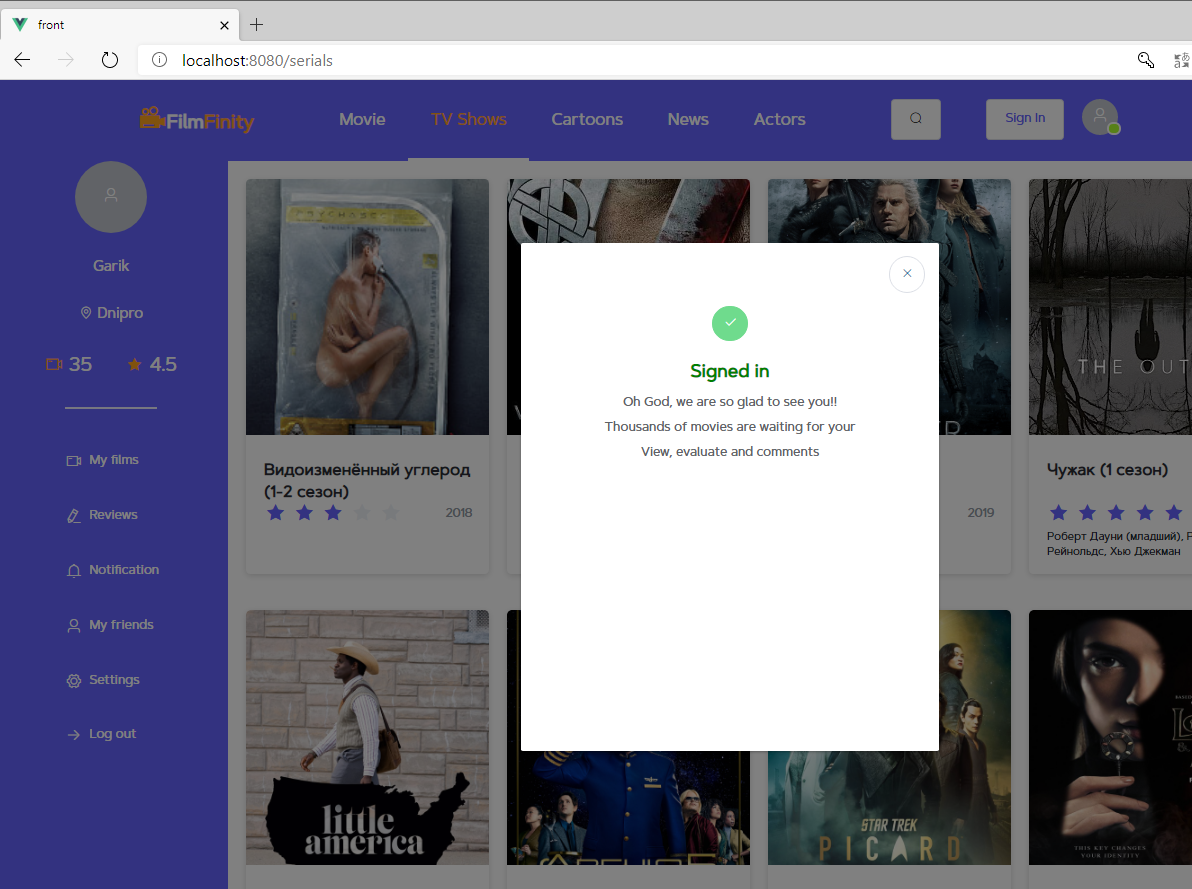 front
localhost:8080/serials
FilmFinity
Movie
TV Shows
Cartoons
News
Actors
Sign In
Garik
Dnipro
35
4.5
My films
Reviews
Notification
My friends
Settings
Log out
Signed in
Oh God, we are so glad to see you!!
Thousands of movies are waiting for your
View, evaluate and comments
Видоизменённый углерод
(1-2 сезон)
2018
2019
THE OUT
Чужак (1 сезон)
Роберт Дауни (младший),
Рейнольдс, Хью Джекман
little
america
STAR TREK
PICARD
THIS KEY CHANGES
YOUR IDENTITY